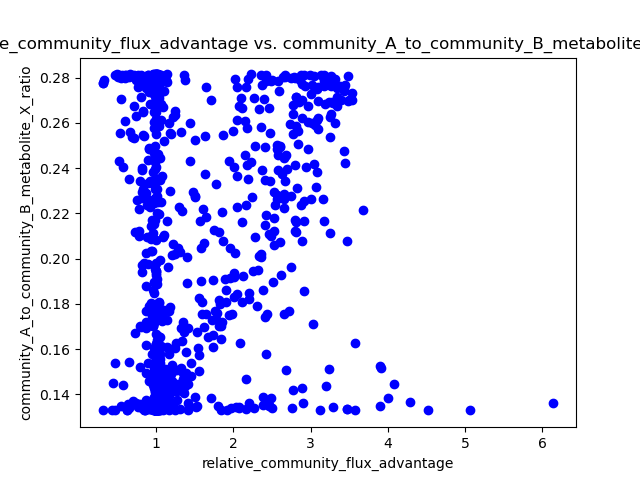 e_community_flux_advantage vs. community_A_to_community_B_metabolite
0.28
0.26
0.24
0.22
0.20
0.18
0.16
0.14
community_A_to_community_B_metabolite_X_ratio
1 2 3 4 5 6
relative_community_flux_advantage